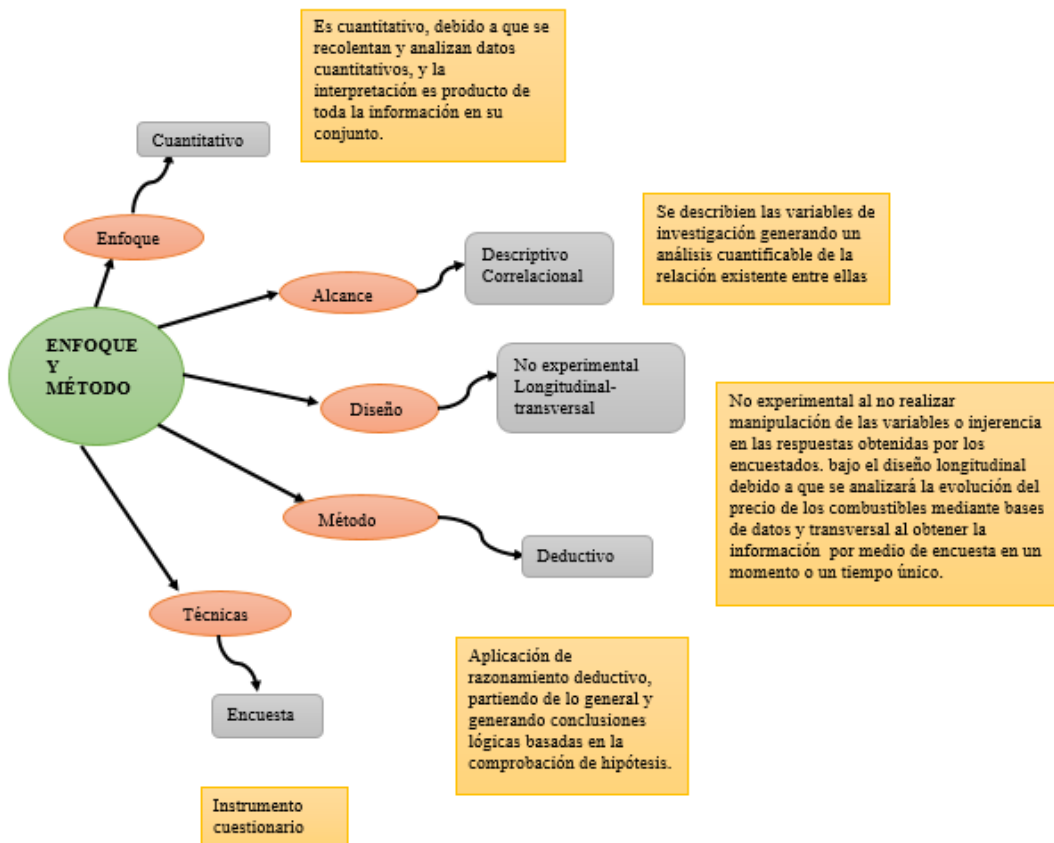 Es cuantitativo, debido a que se
recolentan y analizan datos
cuantitativos, y la
interpretación es producto de
toda la información en su
conjunto.
Cuantitativo
Enfoque
Se describien las variables de
investigación generando un
análisis cuantificable de la
relación existente entre ellas
Descriptivo
Correlacional
Alcance
ENFOQUE
Y
MÉTODO
No experimental
Longitudinal-
transversal
Diseño
No experimental al no realizar
manipulación de las variables o injerencia
en las respuestas obtenidas por los
encuestados. bajo el diseño longitudinal
debido a que se analizará la evolución del
precio de los combustibles mediante bases
de datos y transversal al obtener la
información por medio de encuesta en un
momento o un tiempo único.
Método
Deductivo
Técnicas
Encuesta
Aplicación de
razonamiento deductivo,
partiendo de lo general y
generando conclusiones
lógicas basadas en la
comprobación de hipótesis.
Instrumento
cuestionario